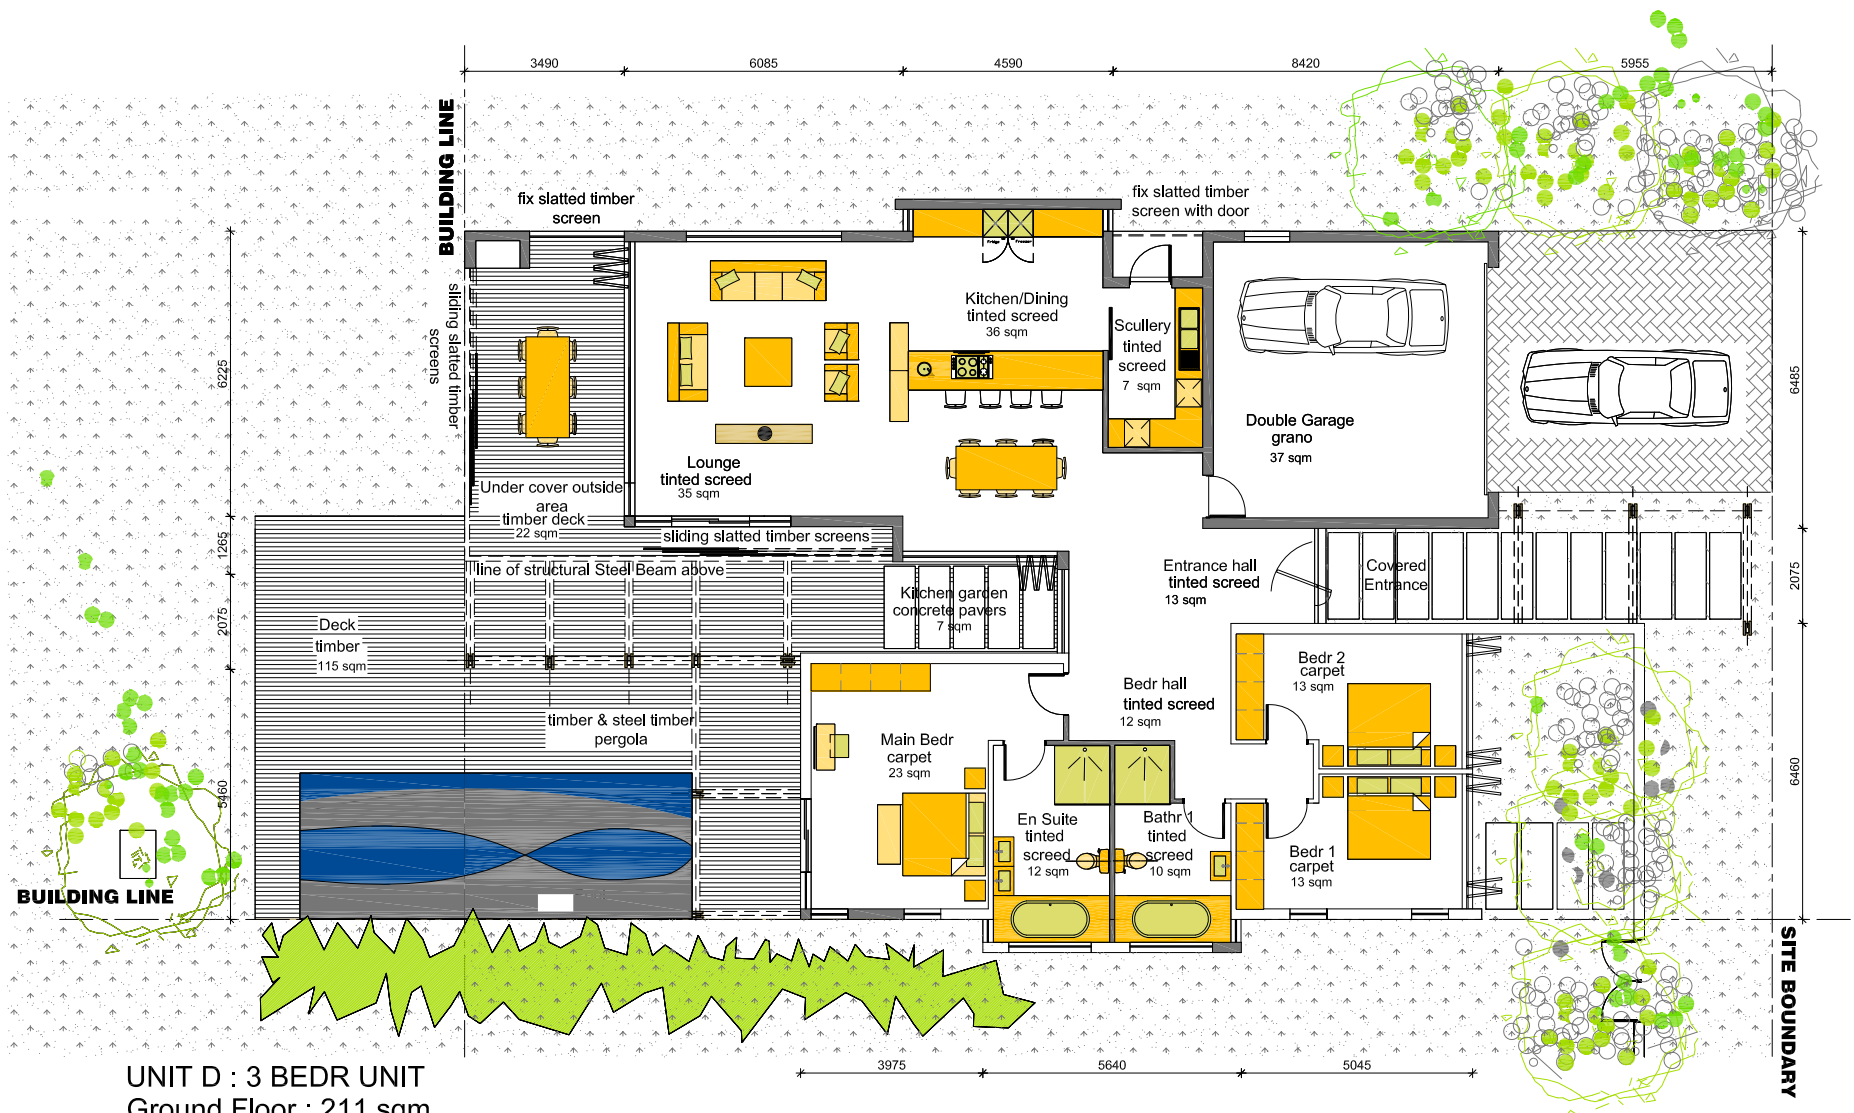 3490
6085
4590
8420
5955
BUILDING LINE
fix slatted timber
screen
fix slatted timber
screen with door
Fridge
Freezer
sliding slatted timber
screens
Kitchen/Dining
tinted screed
36 sqm
Scullery
tinted
screed
7 sqm
6225
6485
Double Garage
grano
37 sqm
Lounge
tinted screed
35 sqm
Under cover outside
area
timber deck
22 sqm
sliding slatted timber screens
1265
line of structural Steel Beam above
Entrance hall
tinted screed
13 sqm
Covered
Entrance
2075
Kitchen garden
concrete pavers
7 sqm
2075
Deck
timber
115 sqm
Bedr 2
carpet
13 sqm
Bedr hall
tinted screed
12 sqm
timber & steel timber
pergola
Main Bedr
carpet
23 sqm
5460
6460
En Suite
tinted
screed
12 sqm
Bathr 1
tinted
screed
10 sqm
Bedr 1
carpet
13 sqm
BUILDING LINE
SITE BOUNDARY
3975
5640
5045
UNIT D : 3 BEDR UNIT
Ground Floor : 211 sqm